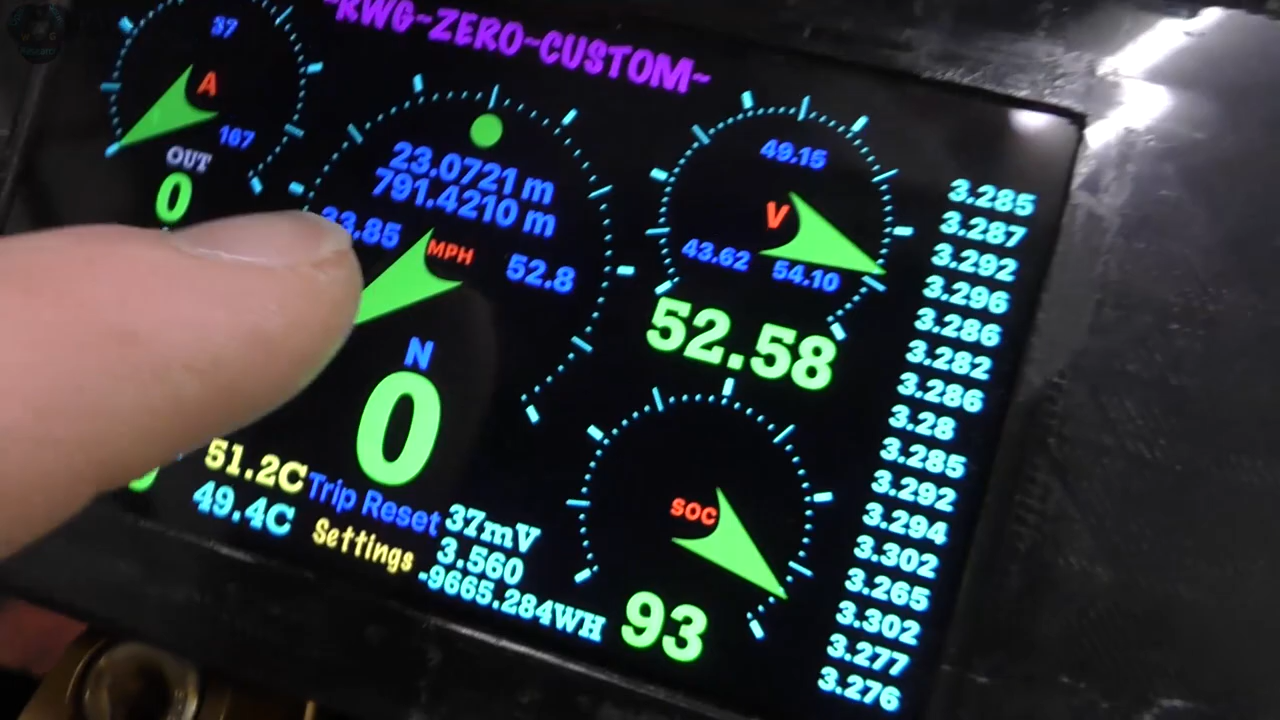 ~RWG~ZERO~CUSTOM~
37
A
167
OUT
0
23.0721 m
791.4210 m
33.85
MPH
52.8
N
0
51.2C
49.4C
Trip Reset
Settings
37mV
3.560
-9665.284WH
49.15
V
43.62
54.10
52.58
SOC
93
3.285
3.287
3.292
3.296
3.286
3.282
3.286
3.28
3.285
3.292
3.294
3.302
3.265
3.302
3.277
3.276